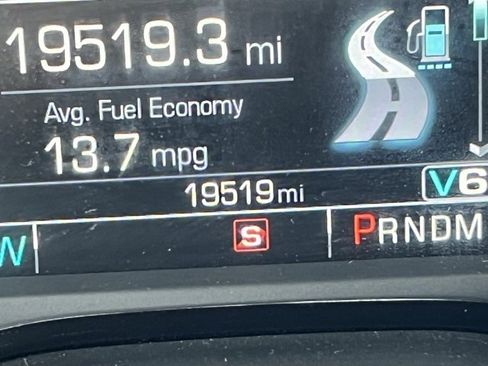 19519.3 mi
Avg. Fuel Economy
13.7 mpg
19519 mi
V6
W
S
PRNDM